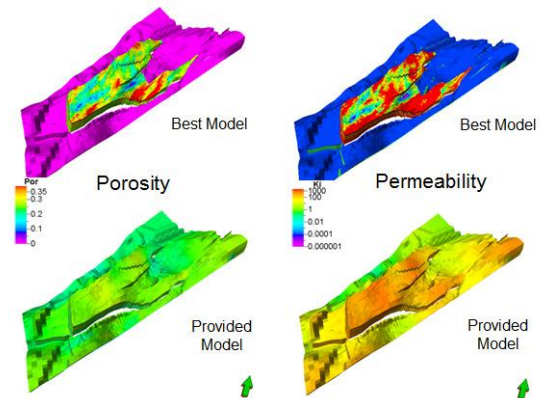 Best Model
Best Model
Porosity
Permeability
Por
0.35
0.3
0.2
0.1
0
Ki
1000
100
1
0.01
0.0001
0.000001
Provided
Model
Provided
Model